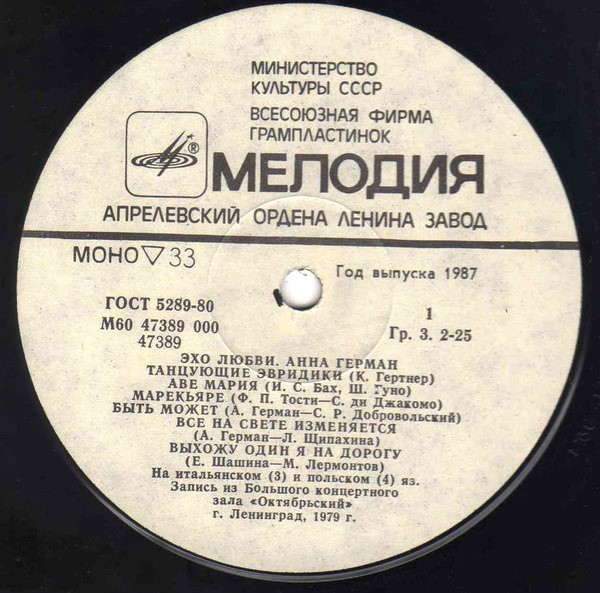 МИНИСТЕРСТВО
КУЛЬТУРЫ СССР
ВСЕСОЮЗНАЯ ФИРМА
ГРАМПЛАСТИНОК
®
МЕЛОДИЯ
АПРЕЛЕВСКИЙ ОРДЕНА ЛЕНИНА ЗАВОД
МОНО ▽ 33
Год выпуска 1987
ГОСТ 5289-80
М60 47389 000
47389
1
Гр. 3. 2-25
ЭХО ЛЮБВИ. АННА ГЕРМАН
ТАНЦУЮЩИЕ ЭВРИДИКИ (К. Гертнер)
АВЕ МАРИЯ (И. С. Бах, Ш. Гуно)
МАРЕКЬЯРЕ (Ф. П. Тости—С. ди Джакомо)
БЫТЬ МОЖЕТ (А. Герман—С. Р. Добровольский)
ВСЕ НА СВЕТЕ ИЗМЕНЯЕТСЯ
(А. Герман—Л. Щипахина)
ВЫХОЖУ ОДИН Я НА ДОРОГУ
(Е. Шашина—М. Лермонтов)
На итальянском (3) и польском (4) яз.
Запись из Большого концертного
зала «Октябрьский»
г. Ленинград, 1979 г.